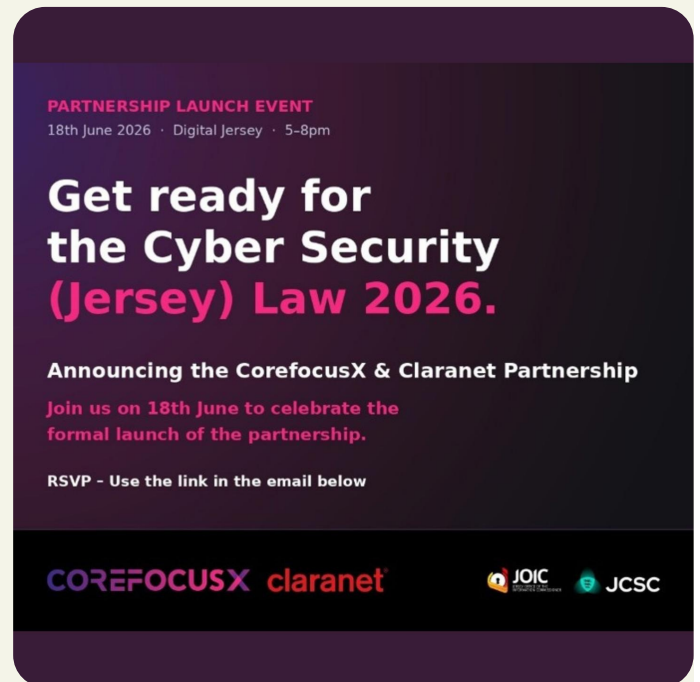 PARTNERSHIP LAUNCH EVENT
18th June 2026 · Digital Jersey · 5–8pm
Get ready for
the Cyber Security
(Jersey) Law 2026.
Announcing the CorefocusX & Claranet Partnership
Join us on 18th June to celebrate the
formal launch of the partnership.
RSVP – Use the link in the email below
COREFOCUSX claranet JOIC JCSC